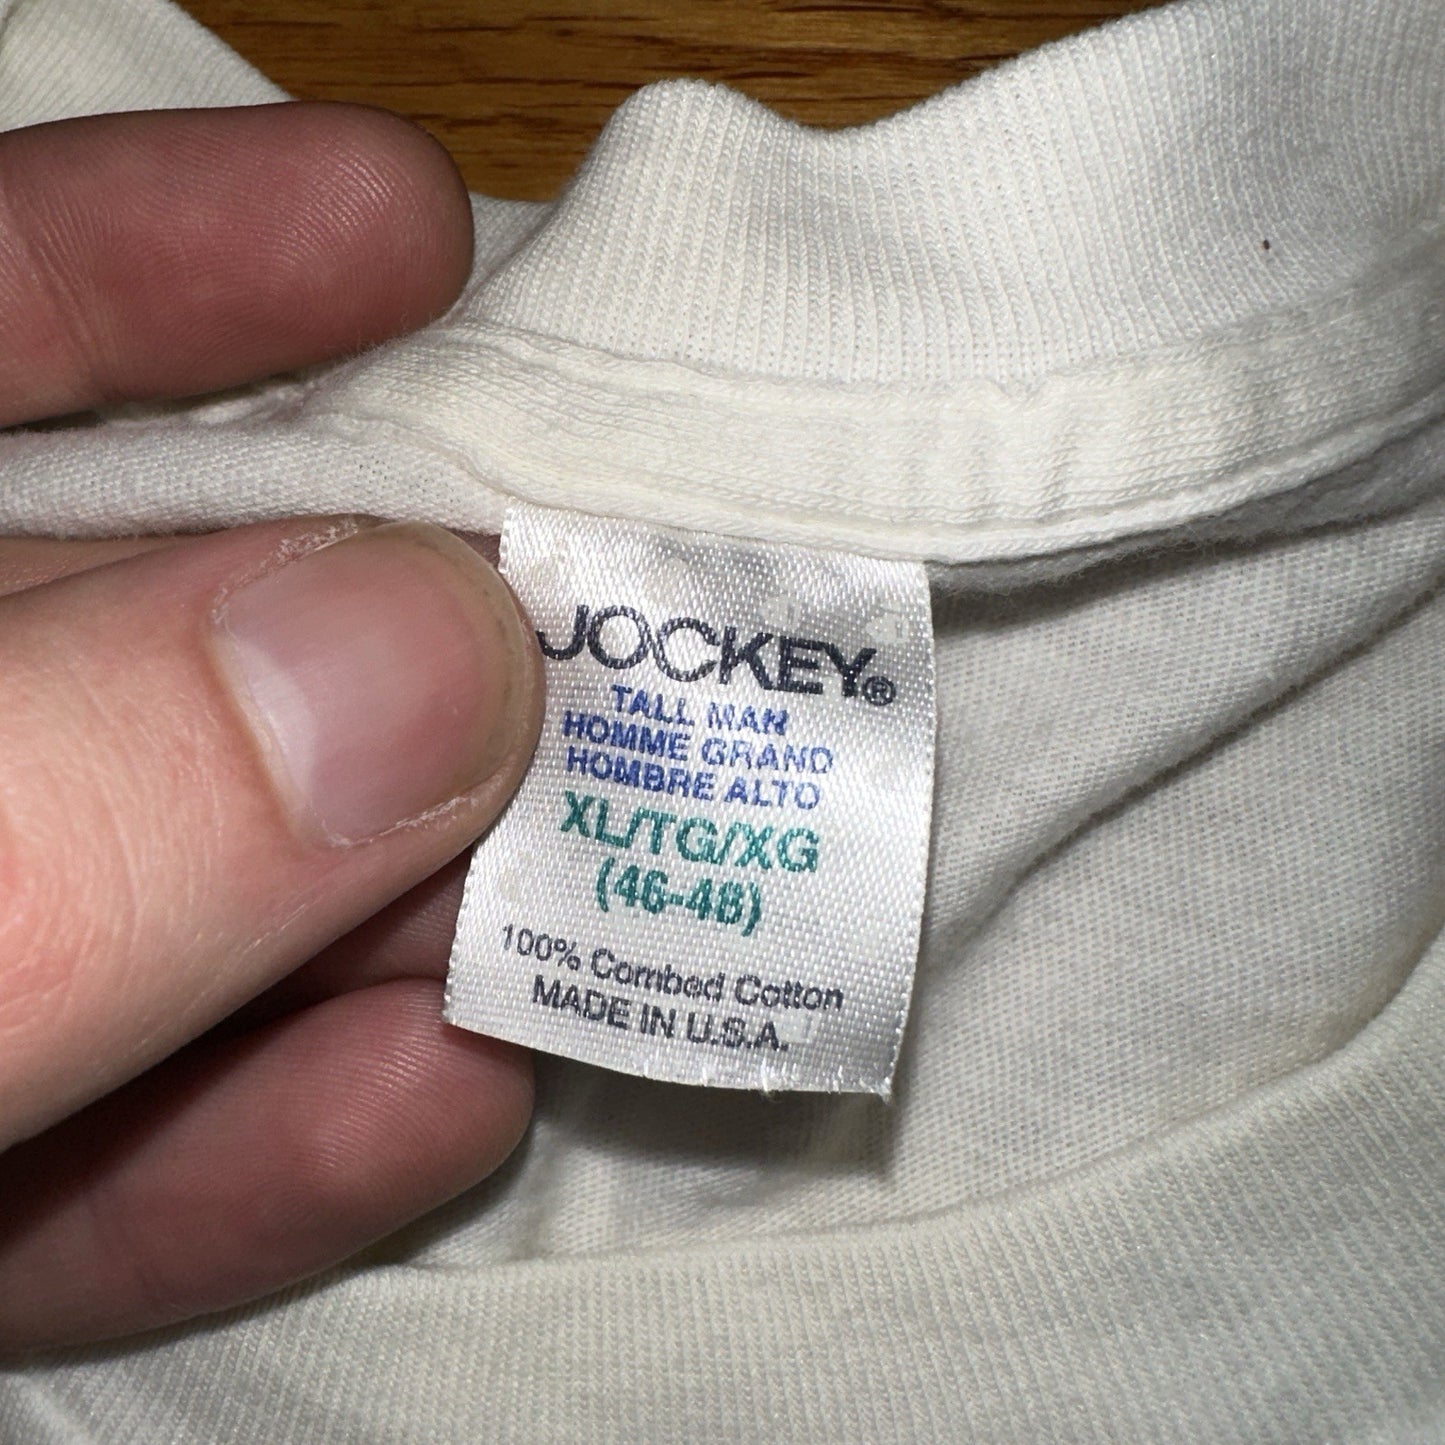 JOCKEY®
TALL MAN
HOMME GRAND
HOMBRE ALTO
XL/TG/XG
(46-48)
100% Combed Cotton
MADE IN U.S.A.